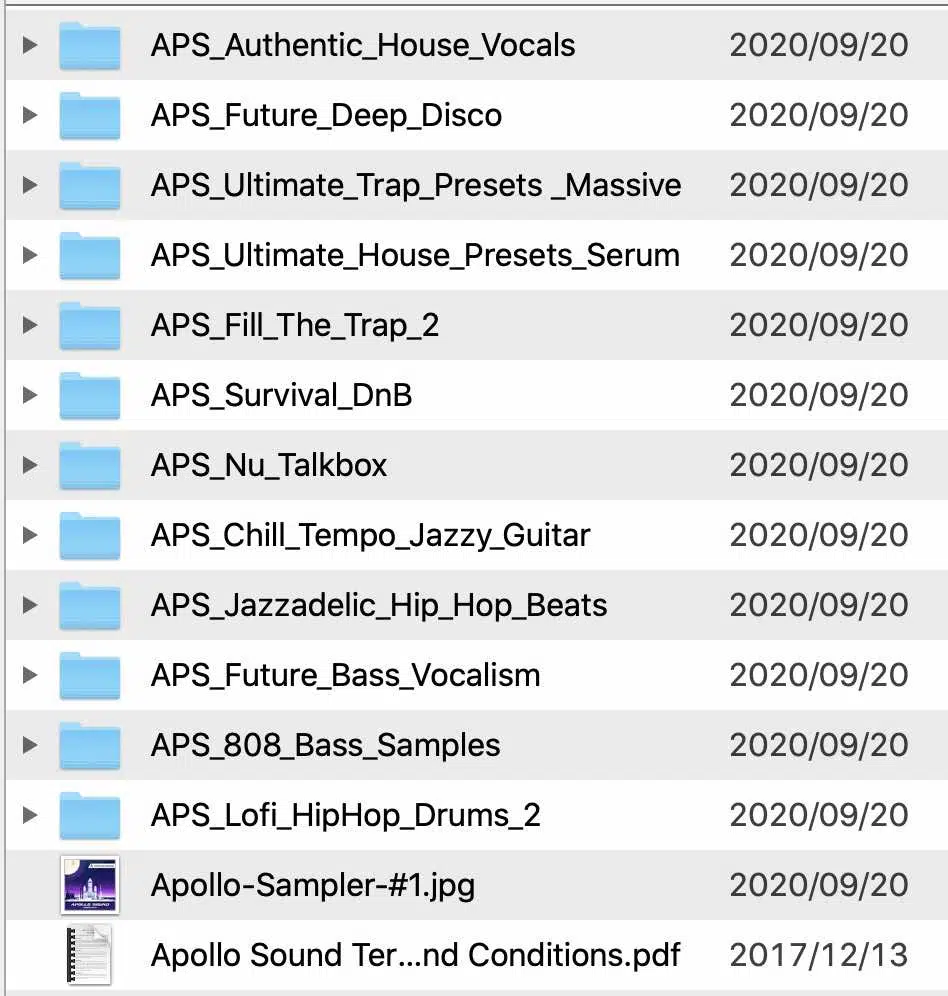 APS_Authentic_House_Vocals 2020/09/20
APS_Future_Deep_Disco 2020/09/20
APS_Ultimate_Trap_Presets _Massive 2020/09/20
APS_Ultimate_House_Presets_Serum 2020/09/20
APS_Fill_The_Trap_2 2020/09/20
APS_Survival_DnB 2020/09/20
APS_Nu_Talkbox 2020/09/20
APS_Chill_Tempo_Jazzy_Guitar 2020/09/20
APS_Jazzadelic_Hip_Hop_Beats 2020/09/20
APS_Future_Bass_Vocalism 2020/09/20
APS_808_Bass_Samples 2020/09/20
APS_Lofi_HipHop_Drums_2 2020/09/20
Apollo-Sampler-#1.jpg 2020/09/20
APOLLO SOUND
Apollo Sound Ter...nd Conditions.pdf 2017/12/13